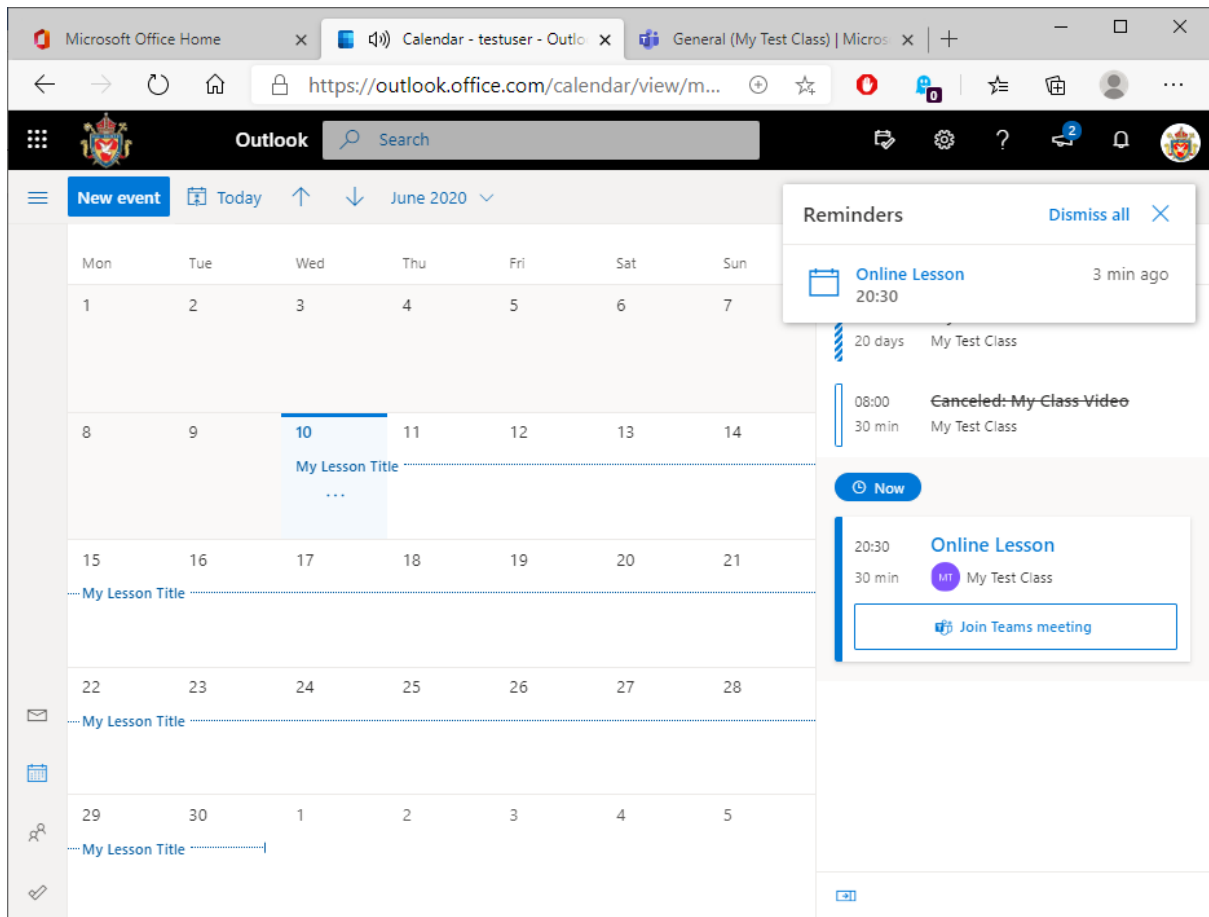 Microsoft Office Home
Calendar - testuser - Outlo
General (My Test Class) | Micros
https://outlook.office.com/calendar/view/m...
0
Outlook
Search
2
New event
Today
June 2020
Reminders
Dismiss all
Online Lesson
3 min ago
20:30
Mon Tue Wed Thu Fri Sat Sun
1 2 3 4 5 6 7
20 days My Test Class
08:00 Canceled: My Class Video
30 min My Test Class
8 9 10 11 12 13 14
My Lesson Title
...
Now
20:30 Online Lesson
30 min MT My Test Class
Join Teams meeting
15 16 17 18 19 20 21
My Lesson Title
22 23 24 25 26 27 28
My Lesson Title
29 30 1 2 3 4 5
My Lesson Title